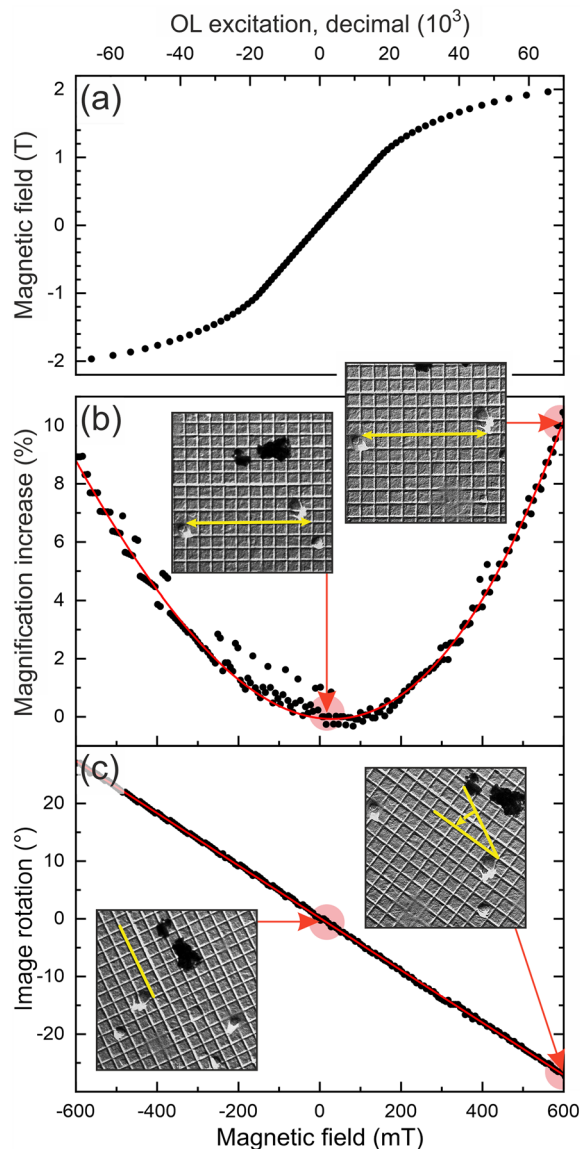 OL excitation, decimal (10³)
-60 -40 -20 0 20 40 60
(a)
Magnetic field (T)
2
1
0
-1
-2
(b)
Magnification increase (%)
10
8
6
4
2
0
(c)
Image rotation (°)
20
10
0
-10
-20
-600 -400 -200 0 200 400 600
Magnetic field (mT)